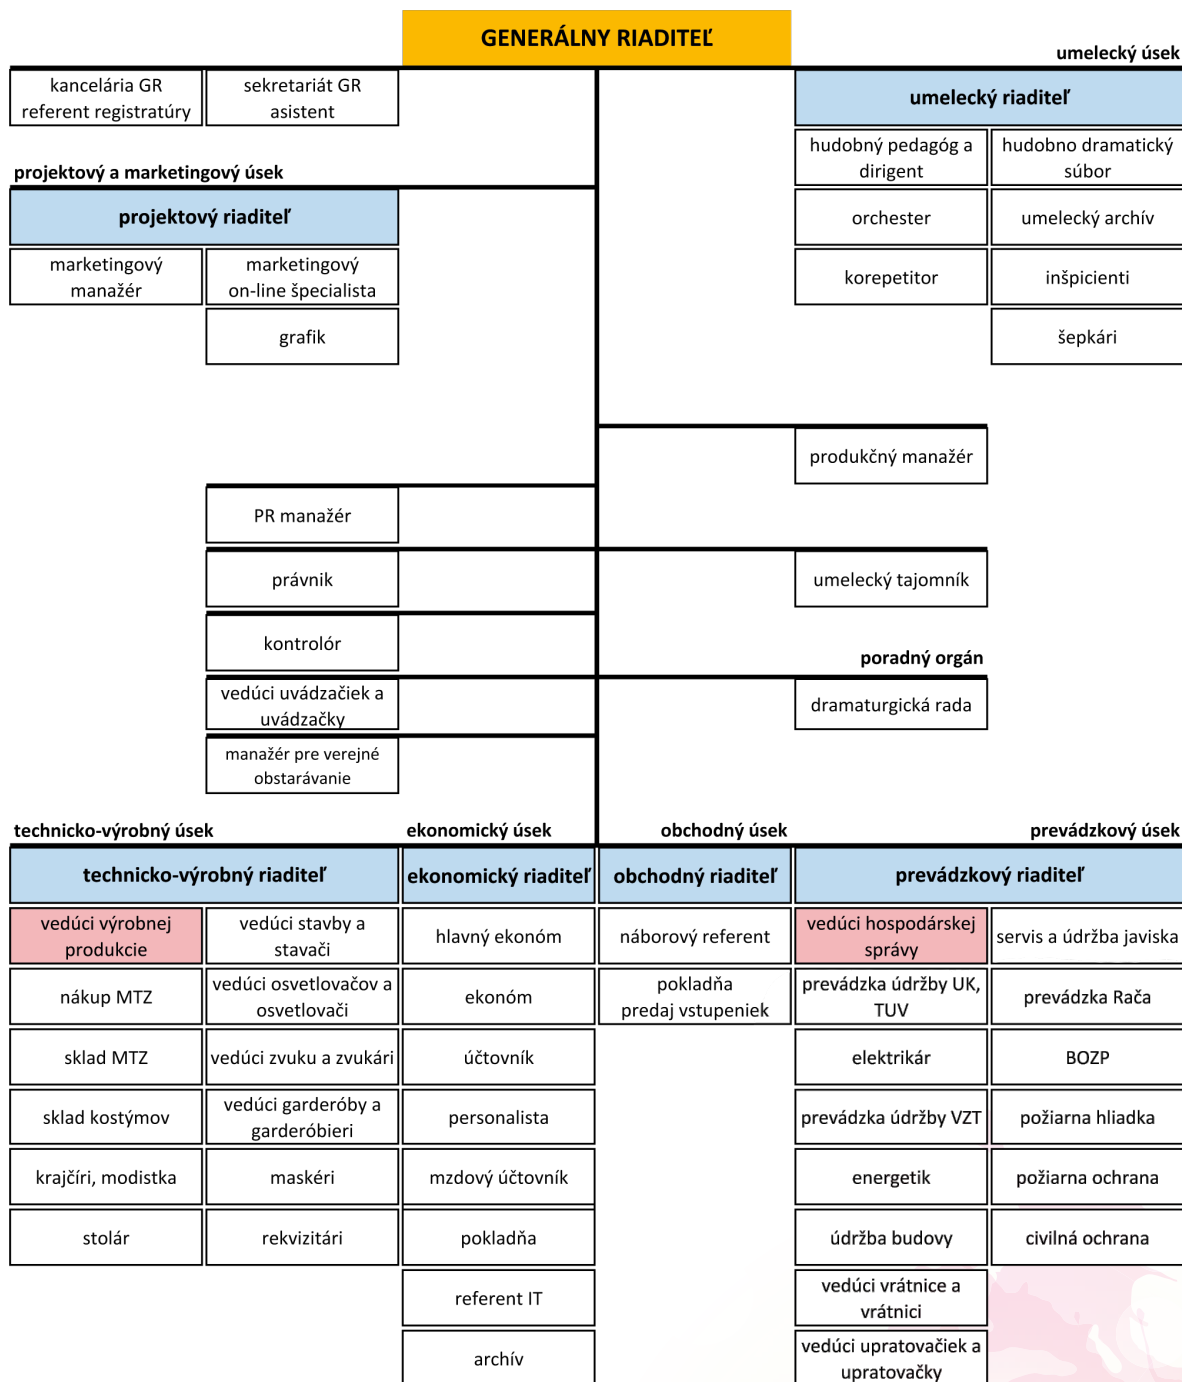 GENERÁLNY RIADITEĽ
umelecký úsek
kancelária GR
referent registratúry
sekretariát GR
asistent
umelecký riaditeľ
hudobný pedagóg a
dirigent
hudobno dramatický
súbor
projektový a marketingový úsek
projektový riaditeľ
orchester
umelecký archív
marketingový
manažér
marketingový
on-line špecialista
korepetitor
inšpicienti
grafik
šepkári
produkčný manažér
PR manažér
právnik
umelecký tajomník
kontrolór
poradný orgán
vedúci uvádzačiek a
uvádzačky
dramaturgická rada
manažér pre verejné
obstarávanie
technicko-výrobný úsek
ekonomický úsek
obchodný úsek
prevádzkový úsek
technicko-výrobný riaditeľ
ekonomický riaditeľ
obchodný riaditeľ
prevádzkový riaditeľ
vedúci výrobnej
produkcie
vedúci stavby a
stavači
hlavný ekonóm
náborový referent
vedúci hospodárskej
správy
servis a údržba javiska
nákup MTZ
vedúci osvetlovačov a
osvetlovači
ekonóm
pokladňa
predaj vstupeniek
prevádzka údržby UK,
TUV
prevádzka Rača
sklad MTZ
vedúci zvuku a zvukári
účtovník
elektrikár
BOZP
sklad kostýmov
vedúci garderóby a
garderóbieri
personalista
prevádzka údržby VZT
požiarna hliadka
krajčíri, modistka
maskéri
mzdový účtovník
energetik
požiarna ochrana
stolár
rekvizitári
pokladňa
údržba budovy
civilná ochrana
referent IT
vedúci vrátnice a
vrátnici
archív
vedúci upratovačiek a
upratovačky